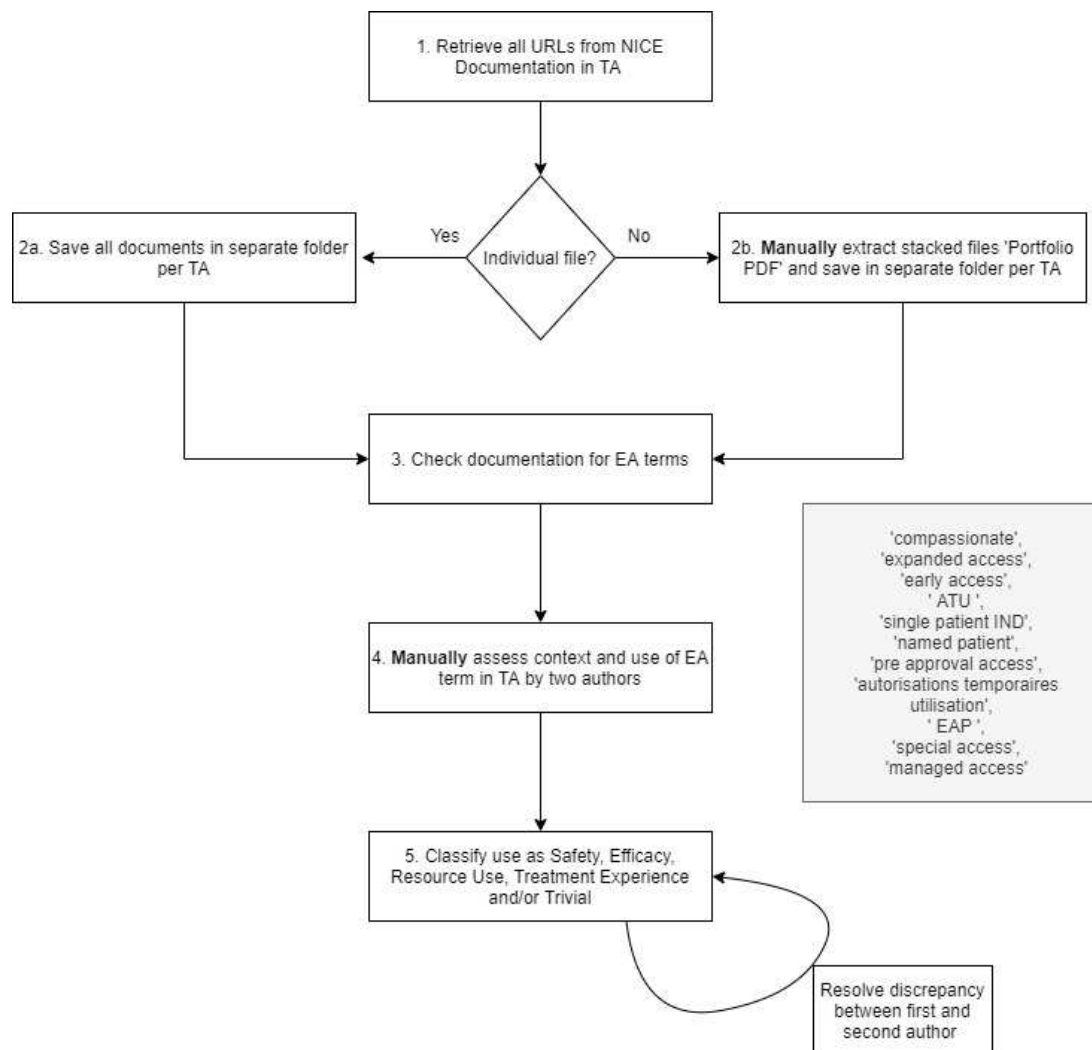 1. Retrieve all URLs from NICE
Documentation in TA
Yes
Individual file?
No
2a. Save all documents in separate folder
per TA
2b. Manually extract stacked files 'Portfolio
PDF' and save in separate folder per TA
3. Check documentation for EA terms
'compassionate',
'expanded access',
'early access',
' ATU ',
'single patient IND',
'named patient',
'pre approval access',
'autorisations temporaires
utilisation',
' EAP ',
'special access',
'managed access'
4. Manually assess context and use of EA
term in TA by two authors
5. Classify use as Safety, Efficacy,
Resource Use, Treatment Experience
and/or Trivial
Resolve discrepancy
between first and
second author